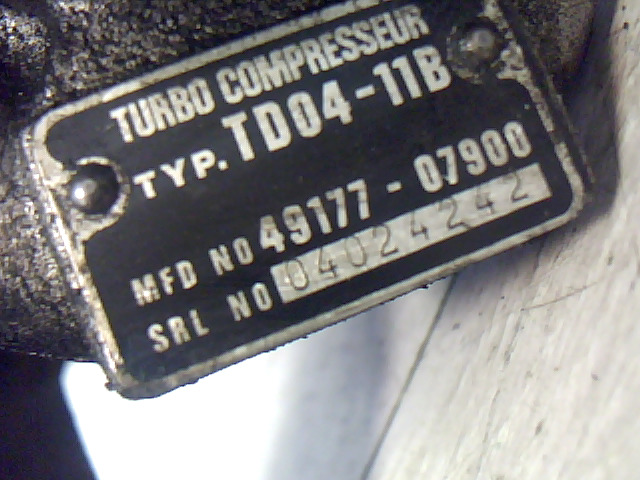 TURBO COMPRESSEUR
TYP. TD04-11B
MFD NO 49177-07900
SRL NO 04024242